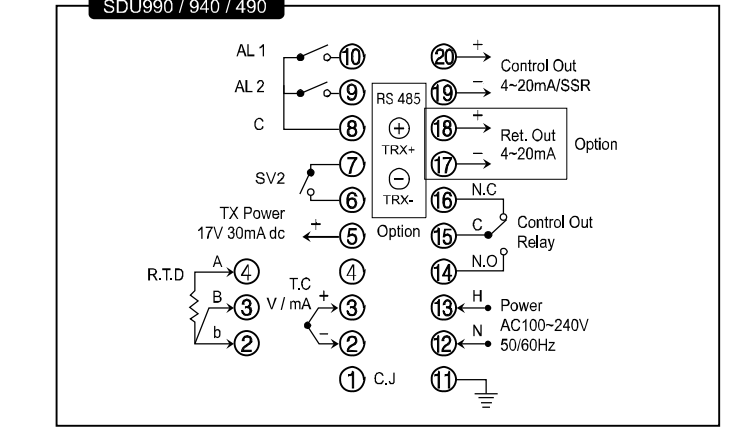 SDU990 / 940 / 490
AL 1
10
AL 2
9
C
8
SV2
7
6
TX Power
17V 30mA dc
+
5
R.T.D
A
4
B
3
b
2
4
T.C
V / mA
+
3
−
2
1
C.J
RS 485
+
TRX+
−
TRX-
Option
20
+
Control Out
19
−
4~20mA/SSR
18
+
Ret. Out
17
−
4~20mA
Option
16
N.C
15
C
Control Out
Relay
14
N.O
13
H
Power
AC100~240V
12
N
50/60Hz
11